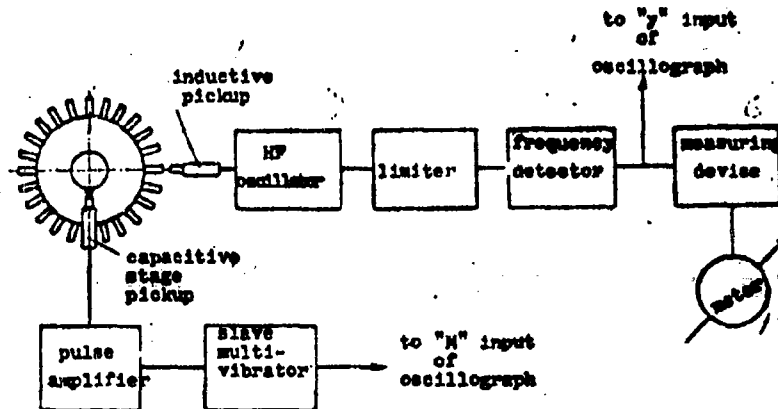 to "y" input
of
oscillograph
inductive
pickup
HF
oscillator
limiter
frequency
detector
measuring
devise
meter
capacitive
stage
pickup
pulse
amplifier
slave
multi-
vibrator
to "M" input
of
oscillograph